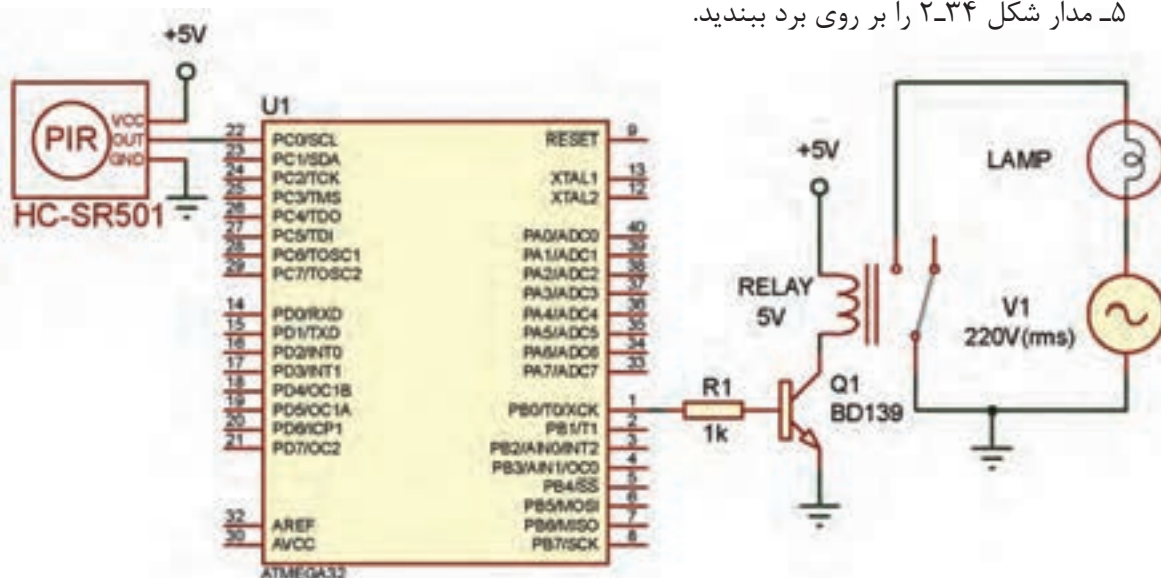 ۵ـ مدار شکل ۳۴ـ۲ را بر روی برد ببندید.
+5V
PIR
VCC
OUT
GND
HC-SR501
U1
22 PC0/SCL
23 PC1/SDA
24 PC2/TCK
25 PC3/TMS
26 PC4/TDO
27 PC5/TDI
28 PC6/TOSC1
29 PC7/TOSC2
14 PD0/RXD
15 PD1/TXD
16 PD2/INT0
17 PD3/INT1
18 PD4/OC1B
19 PD5/OC1A
20 PD6/ICP1
21 PD7/OC2
32 AREF
30 AVCC
RESET 9
XTAL1 13
XTAL2 12
PA0/ADC0 40
PA1/ADC1 39
PA2/ADC2 38
PA3/ADC3 37
PA4/ADC4 36
PA5/ADC5 35
PA6/ADC6 34
PA7/ADC7 33
PB0/T0/XCK 1
PB1/T1 2
PB2/AIN0/INT2 3
PB3/AIN1/OC0 4
PB4/SS 5
PB5/MOSI 6
PB6/MISO 7
PB7/SCK 8
ATMEGA32
R1
1k
+5V
RELAY
5V
Q1
BD139
LAMP
V1
220V(rms)